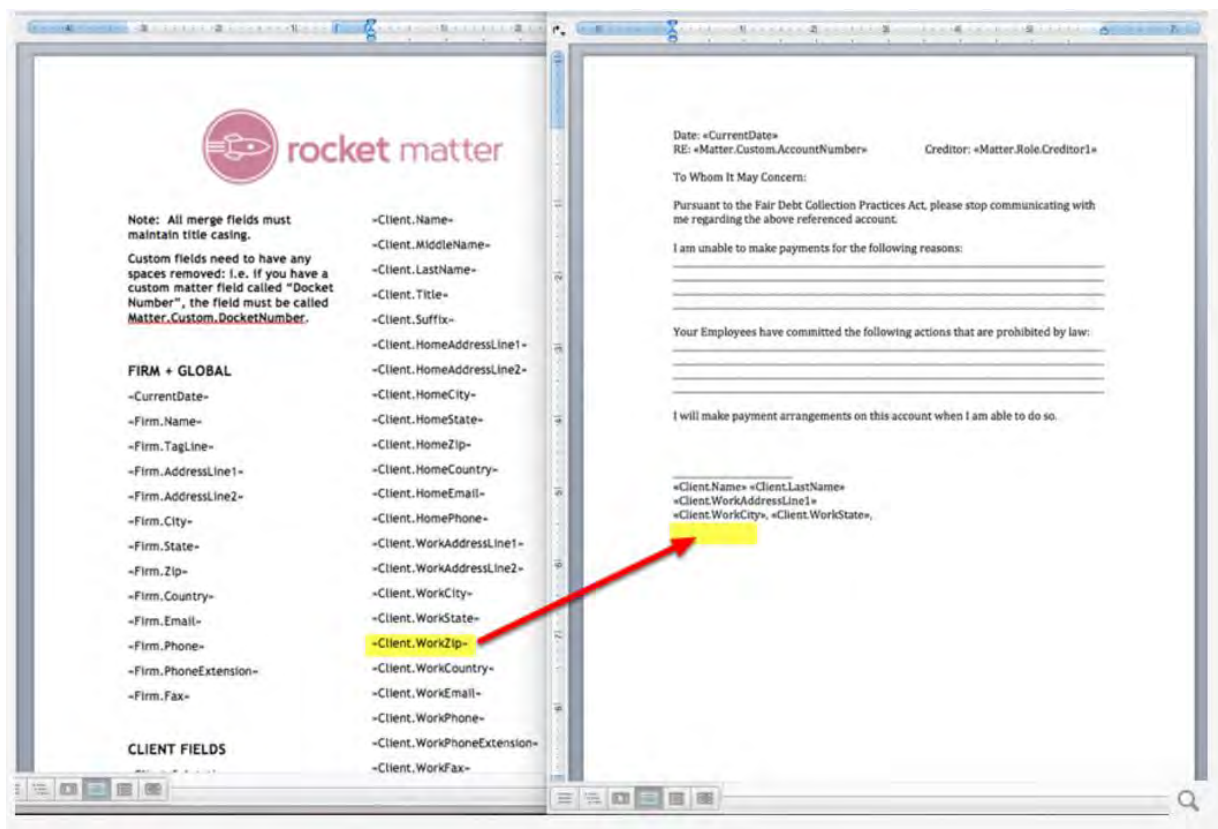 rocket matter
Note: All merge fields must
maintain title casing.
Custom fields need to have any
spaces removed: i.e. if you have a
custom matter field called "Docket
Number", the field must be called
Matter.Custom.DocketNumber.
FIRM + GLOBAL
«CurrentDate»
«Firm.Name»
«Firm.TagLine»
«Firm.AddressLine1»
«Firm.AddressLine2»
«Firm.City»
«Firm.State»
«Firm.Zip»
«Firm.Country»
«Firm.Email»
«Firm.Phone»
«Firm.PhoneExtension»
«Firm.Fax»
CLIENT FIELDS
«Client.Name»
«Client.MiddleName»
«Client.LastName»
«Client.Title»
«Client.Suffix»
«Client.HomeAddressLine1»
«Client.HomeAddressLine2»
«Client.HomeCity»
«Client.HomeState»
«Client.HomeZip»
«Client.HomeCountry»
«Client.HomeEmail»
«Client.HomePhone»
«Client.WorkAddressLine1»
«Client.WorkAddressLine2»
«Client.WorkCity»
«Client.WorkState»
«Client.WorkZip»
«Client.WorkCountry»
«Client.WorkEmail»
«Client.WorkPhone»
«Client.WorkPhoneExtension»
«Client.WorkFax»
Date: «CurrentDate»
RE: «Matter.Custom.AccountNumber» Creditor: «Matter.Role.Creditor1»
To Whom It May Concern:
Pursuant to the Fair Debt Collection Practices Act, please stop communicating with
me regarding the above referenced account.
I am unable to make payments for the following reasons:
Your Employees have committed the following actions that are prohibited by law:
I will make payment arrangements on this account when I am able to do so.
«Client.Name» «Client.LastName»
«Client.WorkAddressLine1»
«Client.WorkCity», «Client.WorkState»,